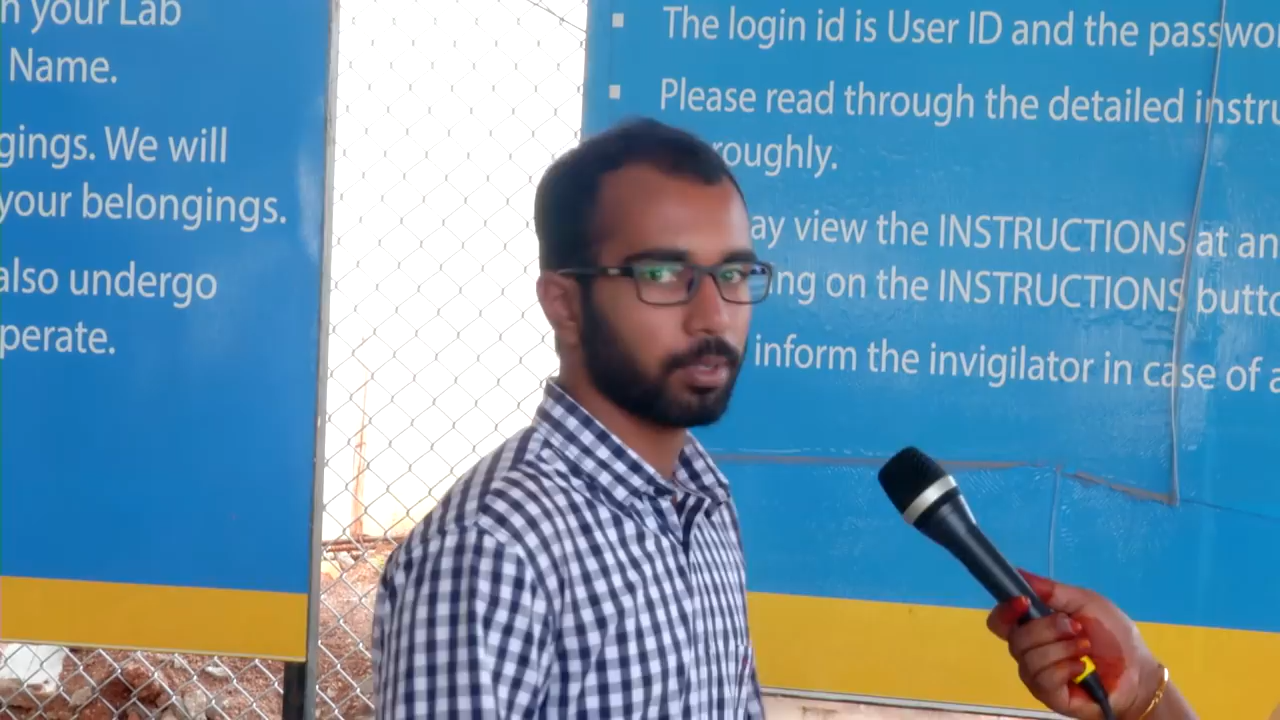 n your Lab
Name.
gings. We will
your belongings.
also undergo
perate.
The login id is User ID and the passwo
Please read through the detailed instru
roughly.
ay view the INSTRUCTIONS at an
ng on the INSTRUCTIONS butto
inform the invigilator in case of a